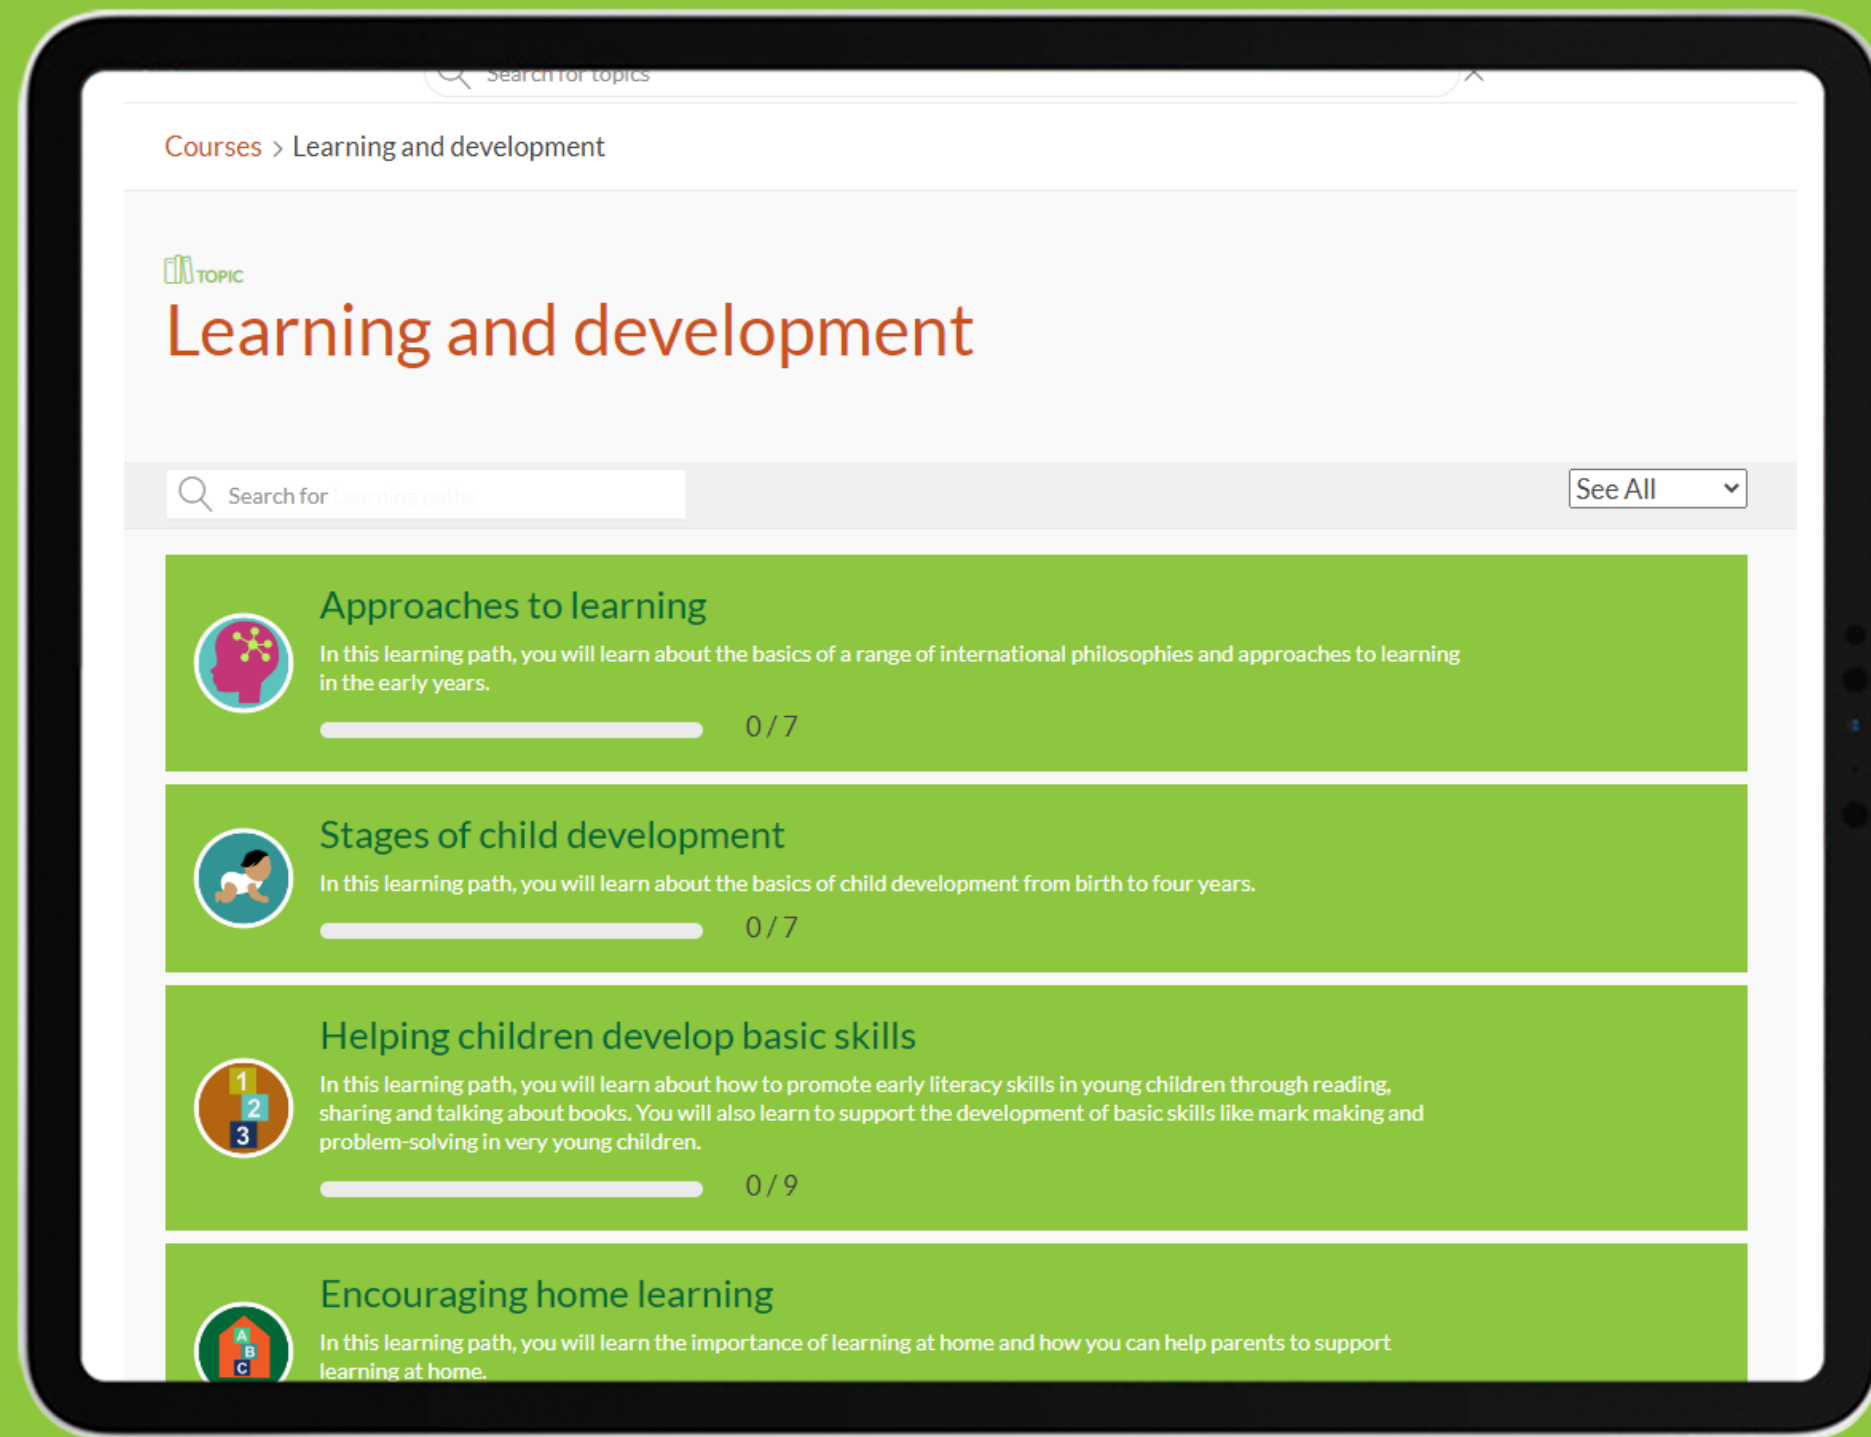 Search for topics
Courses > Learning and development
TOPIC
Learning and development
Search for Learning paths
See All
Approaches to learning
In this learning path, you will learn about the basics of a range of international philosophies and approaches to learning
in the early years.
0 / 7
Stages of child development
In this learning path, you will learn about the basics of child development from birth to four years.
0 / 7
Helping children develop basic skills
In this learning path, you will learn about how to promote early literacy skills in young children through reading,
sharing and talking about books. You will also learn to support the development of basic skills like mark making and
problem-solving in very young children.
0 / 9
Encouraging home learning
In this learning path, you will learn the importance of learning at home and how you can help parents to support
learning at home.
1
2
3
A
B
C